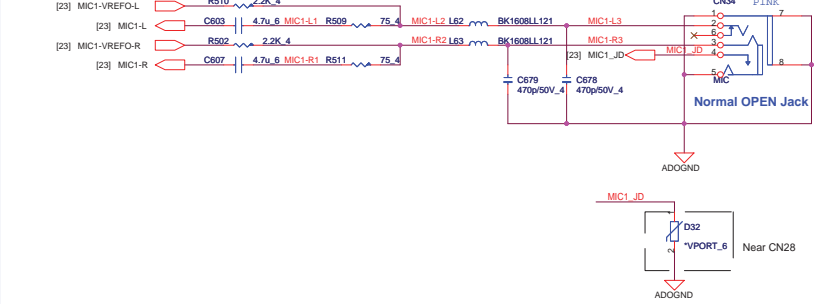 [23] MIC1-VREFO-L R510 2.2K_4
CN34 PINK
[23] MIC1-L C603 4.7u_6 MIC1-L1 R509 75_4 MIC1-L2 L62 BK1608LL121 MIC1-L3 1 2 7
[23] MIC1-VREFO-R R502 2.2K_4 MIC1-R2 L63 BK1608LL121 MIC1-R3 6 3
[23] MIC1-R C607 4.7u_6 MIC1-R1 R511 75_4 [23] MIC1_JD MIC1_JD 4 8
5 MIC
C679 C678
470p/50V_4 470p/50V_4
Normal OPEN Jack
ADOGND
MIC1_JD
1
D32
*VPORT_6 Near CN28
2
ADOGND